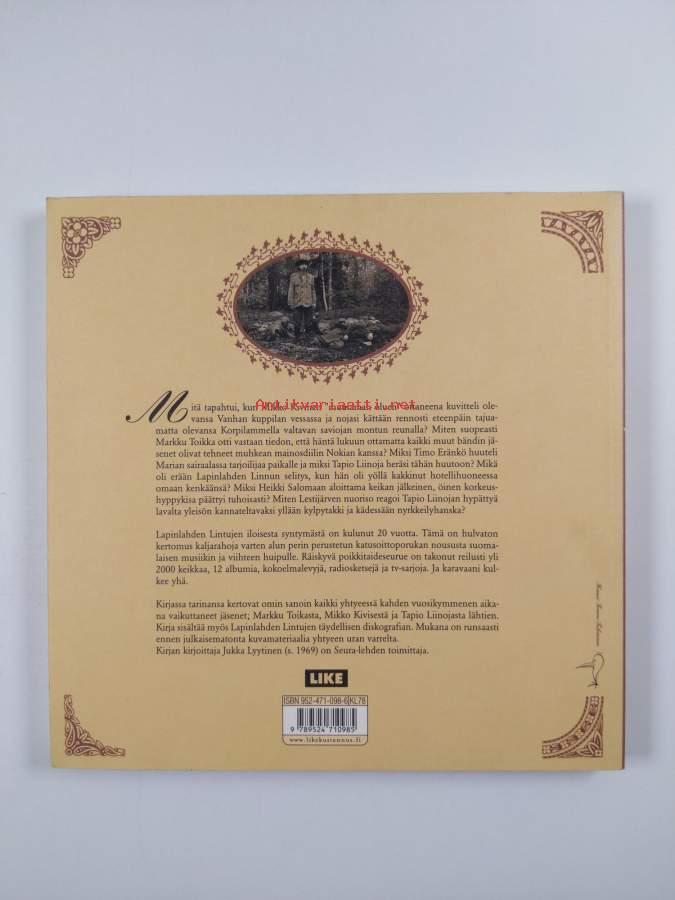 Mitä tapahtui, kun Mikko Kivinen
Antikvariaatti.net
ottaneena kuvitteli ole-
vansa Vanhan kuppilan vessassa ja nojasi kättään rennosti eteenpäin tajua-
matta olevansa Korpilammella valtavan saviojan montun reunalla? Miten suopeasti
Markku Toikka otti vastaan tiedon, että häntä lukuun ottamatta kaikki muut bändin jä-
senet olivat tehneet muhkean mainosdiilin Nokian kanssa? Miksi Timo Eränkö huuteli
Marian sairaalassa tarjoilijaa paikalle ja miksi Tapio Liinoja heräsi tähän huutoon? Mikä
oli erään Lapinlahden Linnun selitys, kun hän oli yöllä kakkinut hotellihuoneessa
omaan kenkäänsä? Miksi Heikki Salomaan aloittama keikan jälkeinen, öinen korkeus-
hyppykisa päättyi tuhoisasti? Miten Lestijärven nuoriso reagoi Tapio Liinojan hypättyä
lavalta yleisön kannateltavaksi yllään kylpytakki ja kädessään nyrkkeilyhanska?
Lapinlahden Lintujen iloisesta syntymästä on kulunut 20 vuotta. Tämä on hulvaton
kertomus kaljarahoja varten alun perin perustetun katusoittoporukan noususta suoma-
laisen musiikin ja viihteen huipulle. Räiskyvä poikkitaideseurue on takonut reilusti yli
2000 keikkaa, 12 albumia, kokoelmalevyjä, radiosketsejä ja tv-sarjoja. Ja karavaani kul-
kee yhä.
Kirjassa tarinansa kertovat omin sanoin kaikki yhtyeessä kahden vuosikymmenen aika-
na vaikuttaneet jäsenet; Markku Toikasta, Mikko Kivisestä ja Tapio Liinojasta lähtien.
Kirja sisältää myös Lapinlahden Lintujen täydellisen diskografian. Mukana on runsaasti
ennen julkaisematonta kuvamateriaalia yhtyeen uran varrelta.
Kirjan kirjoittaja Jukka Lyytinen (s. 1969) on Seura-lehden toimittaja.
LIKE
ISBN 952-471-098-6 KL78
9 789524 710985
www.likekustannus.fi